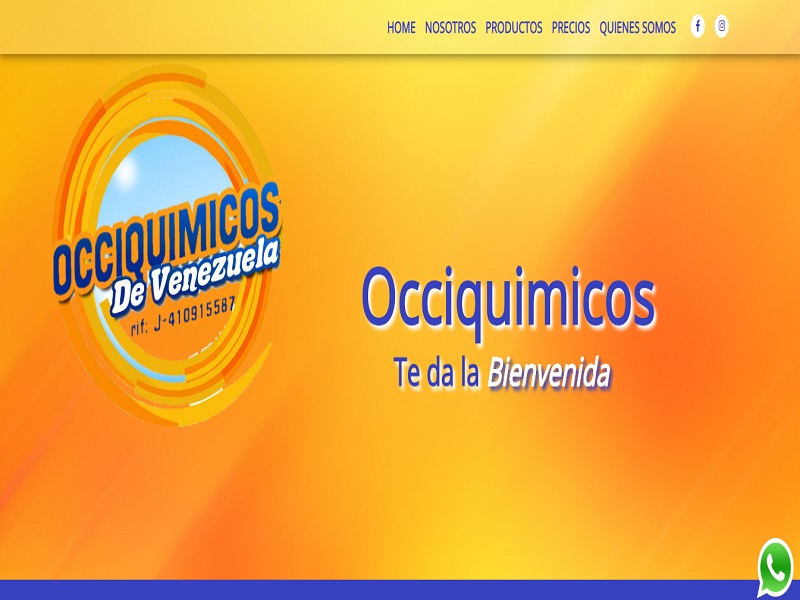 HOME NOSOTROS PRODUCTOS PRECIOS QUIENES SOMOS
OCCIQUIMICOS
De Venezuela
rif: J-410915587
Occiquimicos
Te da la Bienvenida